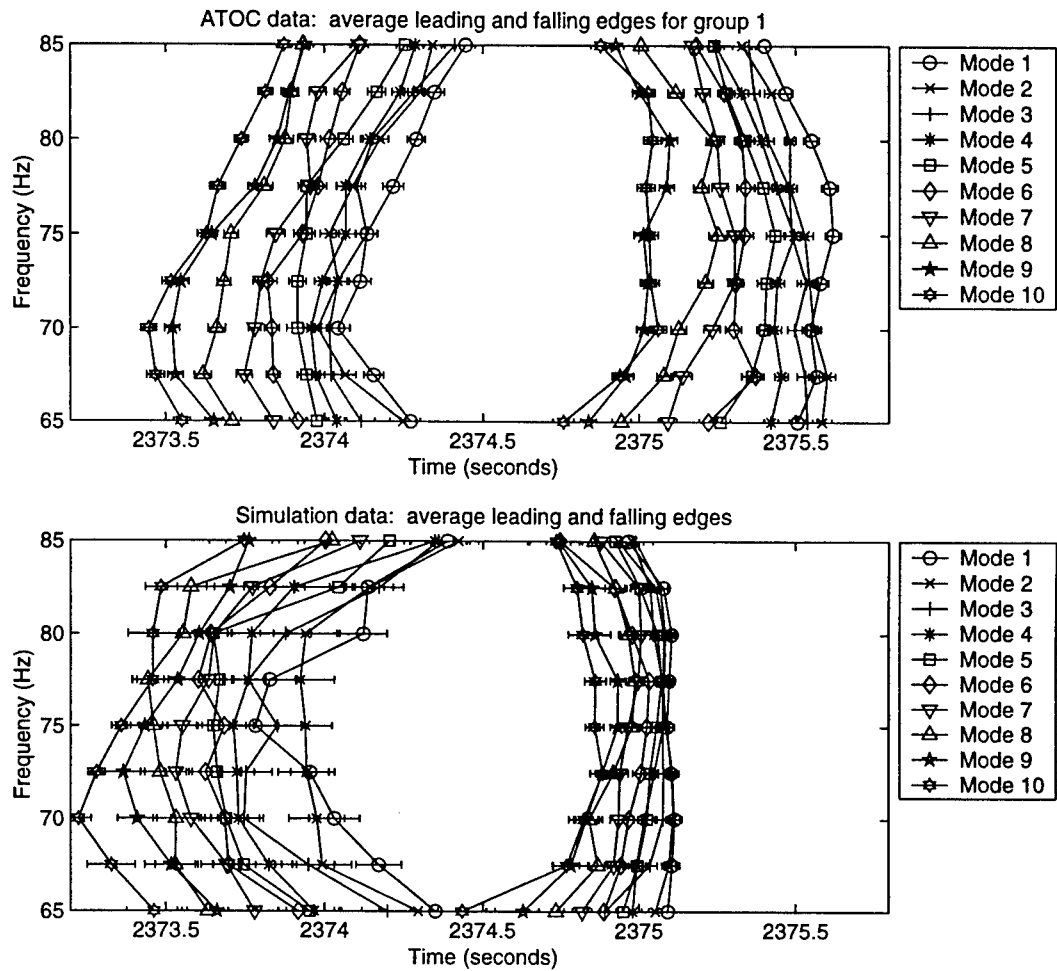 ATOC data: average leading and falling edges for group 1
85
80
75
70
65
Frequency (Hz)
2373.5
2374
2374.5
2375
2375.5
Time (seconds)
Mode 1
Mode 2
Mode 3
Mode 4
Mode 5
Mode 6
Mode 7
Mode 8
Mode 9
Mode 10
Simulation data: average leading and falling edges
85
80
75
70
65
Frequency (Hz)
2373.5
2374
2374.5
2375
2375.5
Time (seconds)
Mode 1
Mode 2
Mode 3
Mode 4
Mode 5
Mode 6
Mode 7
Mode 8
Mode 9
Mode 10